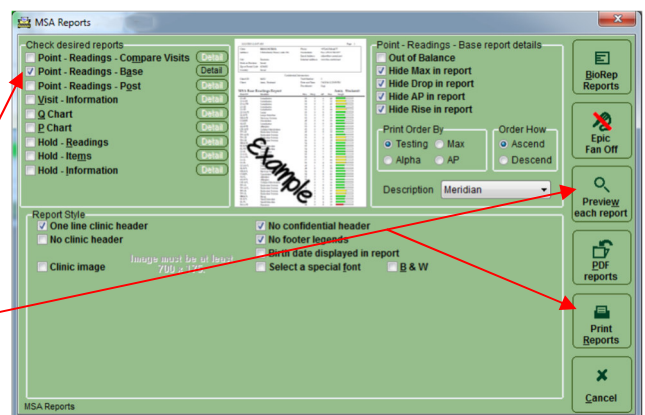 MSA Reports
Check desired reports
Point - Readings - Compare Visits Detail
Point - Readings - Base Detail
Point - Readings - Post Detail
Visit - Information Detail
Q Chart Detail
P Chart Detail
Hold - Readings Detail
Hold - Items Detail
Hold - Information Detail
Example
Point - Readings - Base report details
Out of Balance
Hide Max in report
Hide Drop in report
Hide AP in report
Hide Rise in report
Print Order By
Testing Max
Alpha AP
Order How
Ascend
Descend
Description Meridian
Report Style
One line clinic header
No clinic header
Clinic image
Image must be at least
No confidential header
No footer legends
Birth date displayed in report
Select a special font B & W
BioRep
Reports
Epic
Fan Off
Preview
each report
PDF
reports
Print
Reports
Cancel
MSA Reports